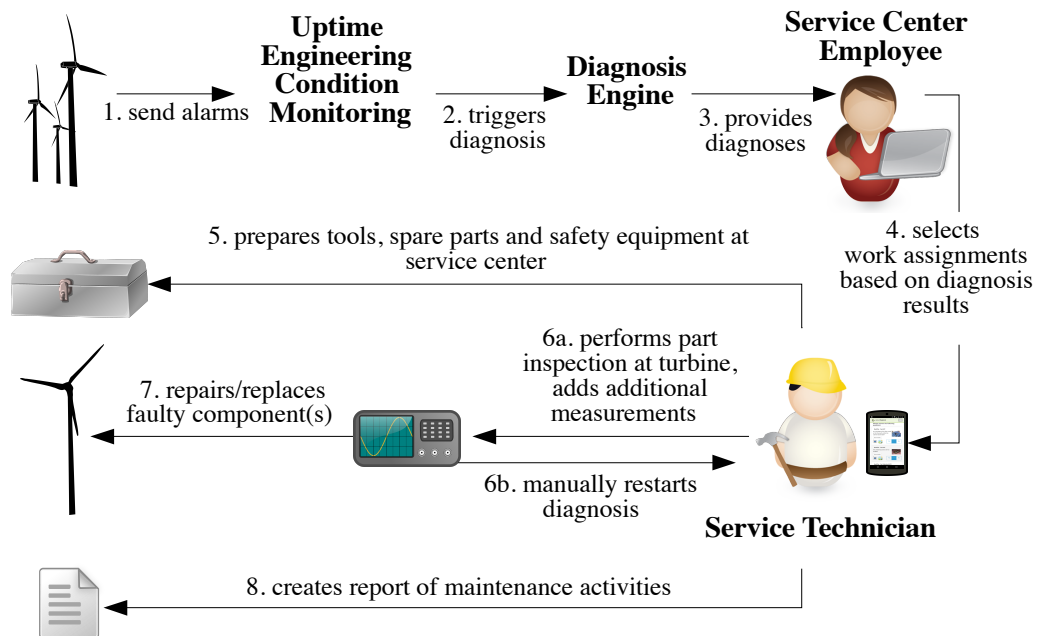 Uptime
Engineering
Condition
Monitoring
Diagnosis
Engine
Service Center
Employee
1. send alarms
2. triggers
diagnosis
3. provides
diagnoses
4. selects
work assignments
based on diagnosis
results
5. prepares tools, spare parts and safety equipment at
service center
6a. performs part
inspection at turbine,
adds additional
measurements
7. repairs/replaces
faulty component(s)
6b. manually restarts
diagnosis
Service Technician
8. creates report of maintenance activities